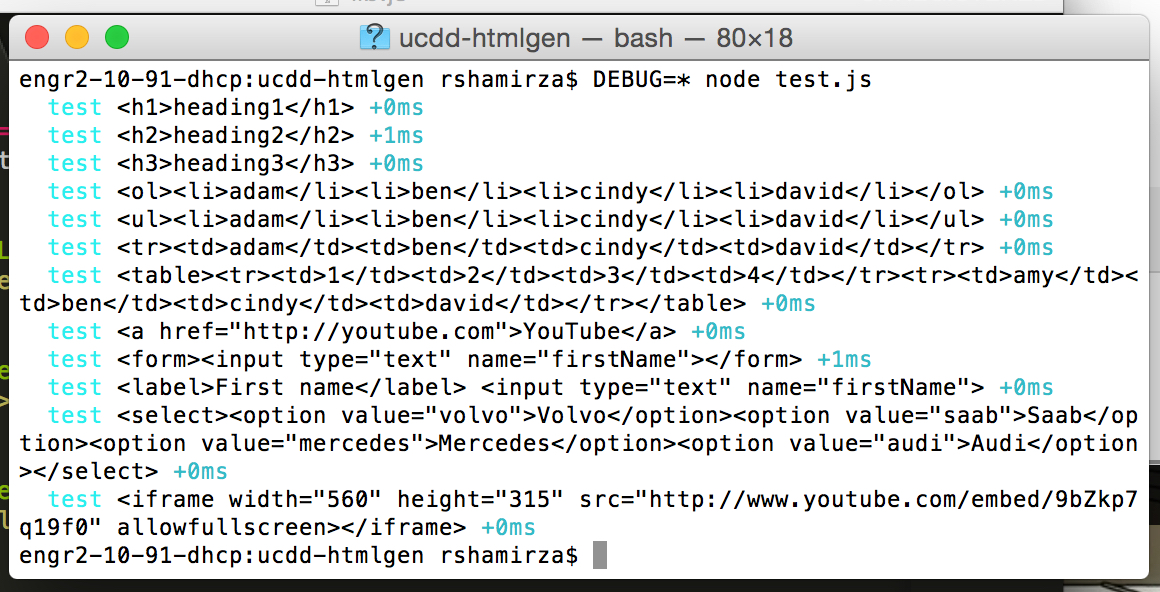 ucdd-htmlgen — bash — 80×18
engr2-10-91-dhcp:ucdd-htmlgen rshamirza$ DEBUG=* node test.js
test <h1>heading1</h1> +0ms
test <h2>heading2</h2> +1ms
test <h3>heading3</h3> +0ms
test <ol><li>adam</li><li>ben</li><li>cindy</li><li>david</li></ol> +0ms
test <ul><li>adam</li><li>ben</li><li>cindy</li><li>david</li></ul> +0ms
test <tr><td>adam</td><td>ben</td><td>cindy</td><td>david</td></tr> +0ms
test <table><tr><td>1</td><td>2</td><td>3</td><td>4</td></tr><tr><td>amy</td><
td>ben</td><td>cindy</td><td>david</td></tr></table> +0ms
test <a href="http://youtube.com">YouTube</a> +0ms
test <form><input type="text" name="firstName"></form> +1ms
test <label>First name</label> <input type="text" name="firstName"> +0ms
test <select><option value="volvo">Volvo</option><option value="saab">Saab</op
tion><option value="mercedes">Mercedes</option><option value="audi">Audi</option
></select> +0ms
test <iframe width="560" height="315" src="http://www.youtube.com/embed/9bZkp7
q19f0" allowfullscreen></iframe> +0ms
engr2-10-91-dhcp:ucdd-htmlgen rshamirza$